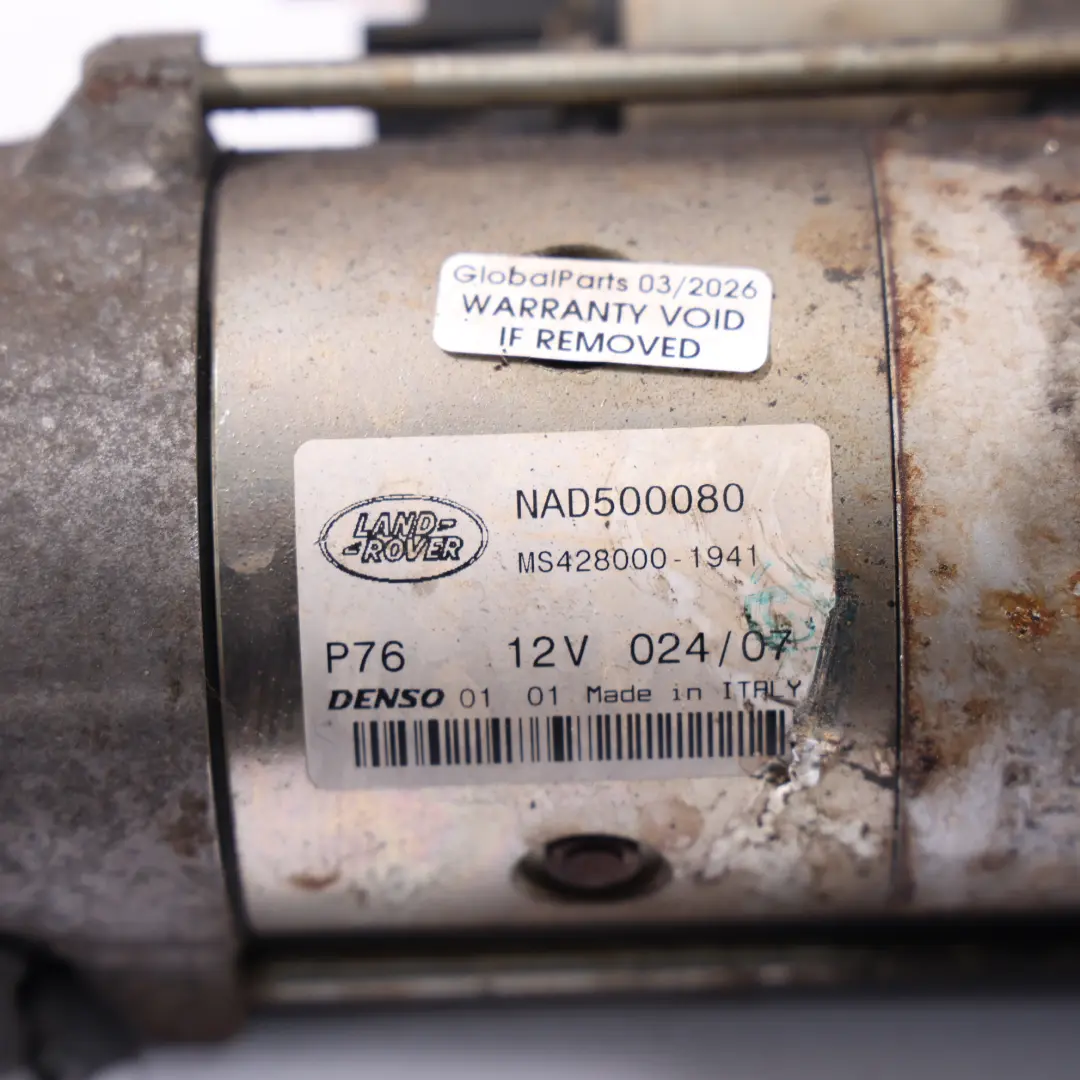 GlobalParts 03/2026
WARRANTY VOID
IF REMOVED
LAND-
-ROVER
NAD500080
MS428000-1941
P76 12V 024/07
DENSO 01 01 Made in ITALY